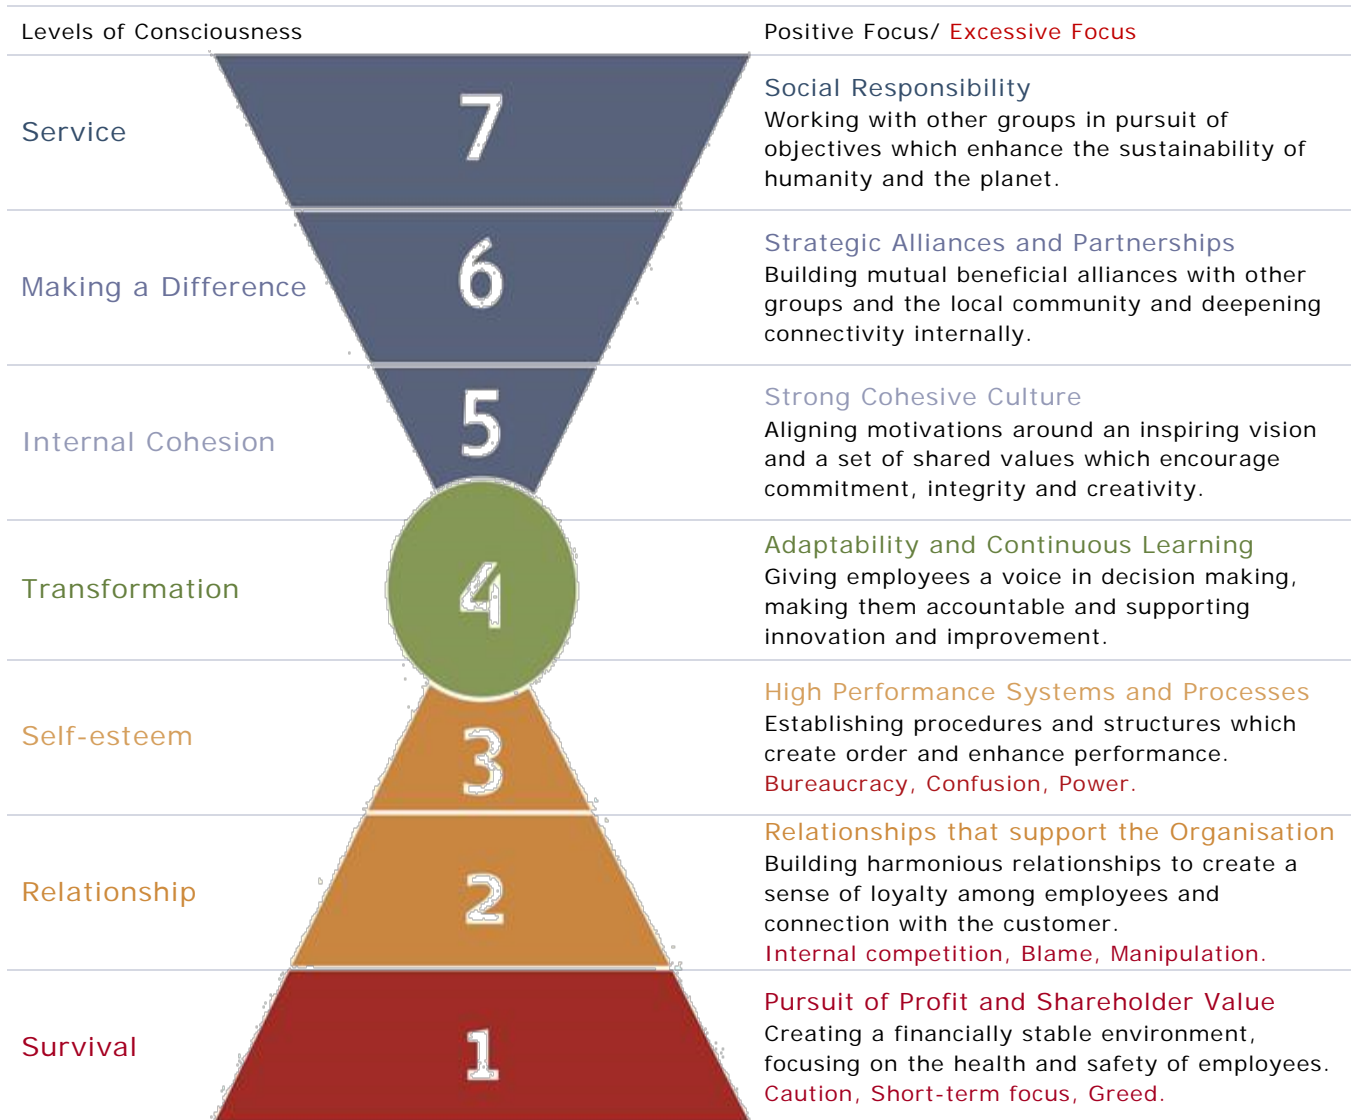 Levels of Consciousness
Positive Focus/ Excessive Focus
Service
7
Social Responsibility
Working with other groups in pursuit of
objectives which enhance the sustainability of
humanity and the planet.
Making a Difference
6
Strategic Alliances and Partnerships
Building mutual beneficial alliances with other
groups and the local community and deepening
connectivity internally.
Internal Cohesion
5
Strong Cohesive Culture
Aligning motivations around an inspiring vision
and a set of shared values which encourage
commitment, integrity and creativity.
Transformation
4
Adaptability and Continuous Learning
Giving employees a voice in decision making,
making them accountable and supporting
innovation and improvement.
Self-esteem
3
High Performance Systems and Processes
Establishing procedures and structures which
create order and enhance performance.
Bureaucracy, Confusion, Power.
Relationship
2
Relationships that support the Organisation
Building harmonious relationships to create a
sense of loyalty among employees and
connection with the customer.
Internal competition, Blame, Manipulation.
Survival
1
Pursuit of Profit and Shareholder Value
Creating a financially stable environment,
focusing on the health and safety of employees.
Caution, Short-term focus, Greed.